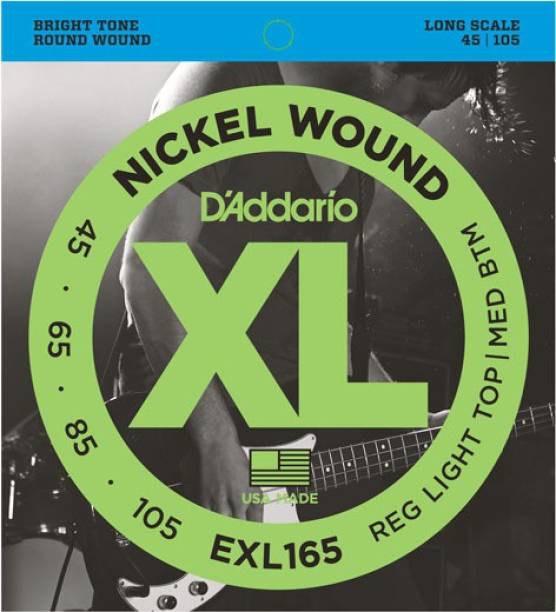 BRIGHT TONE
ROUND WOUND
LONG SCALE
45 | 105
NICKEL WOUND
D'Addario
XL
45 · 65 · 85 · 105
EXL165
REG LIGHT TOP | MED BTM
USA MADE